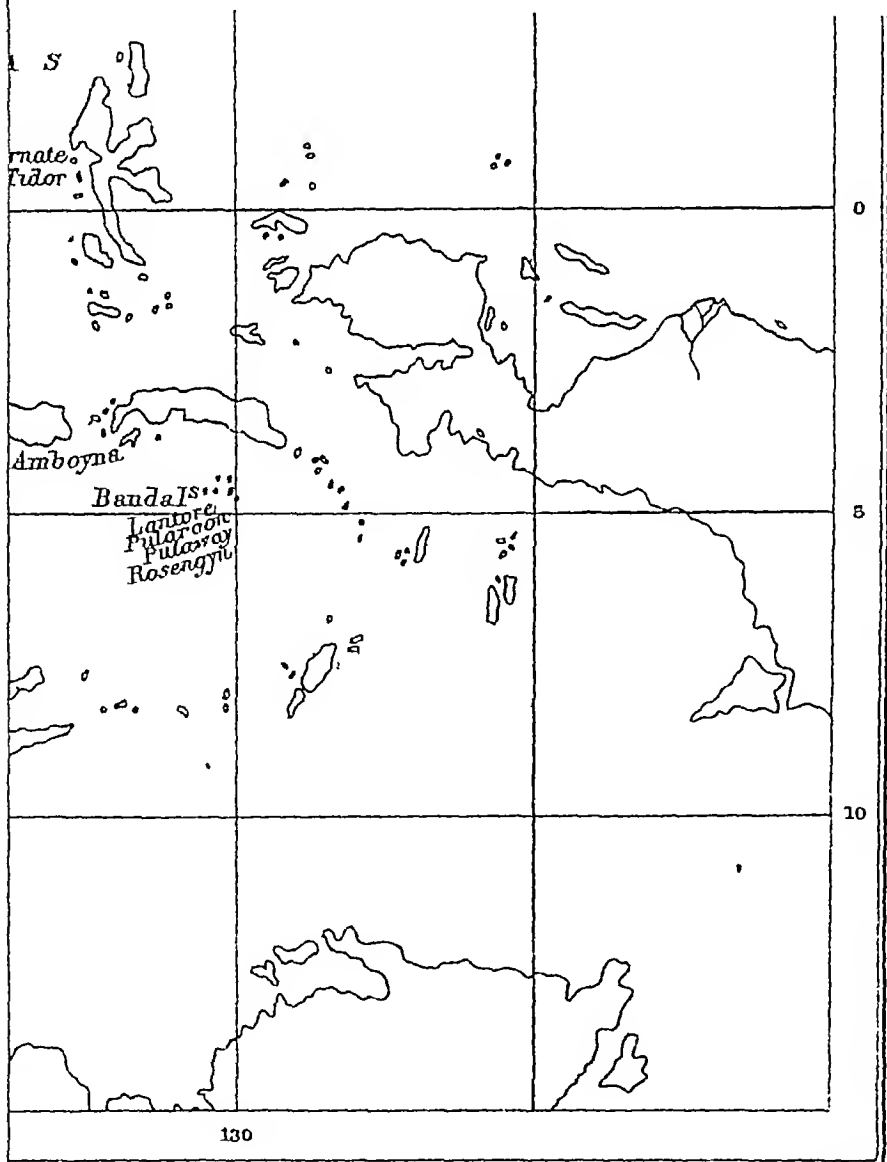 S
rnate
Tidor
0
Amboyna
Banda Is
Lantore
Pularoon
Pulaway
Rosengyn
5
10
130